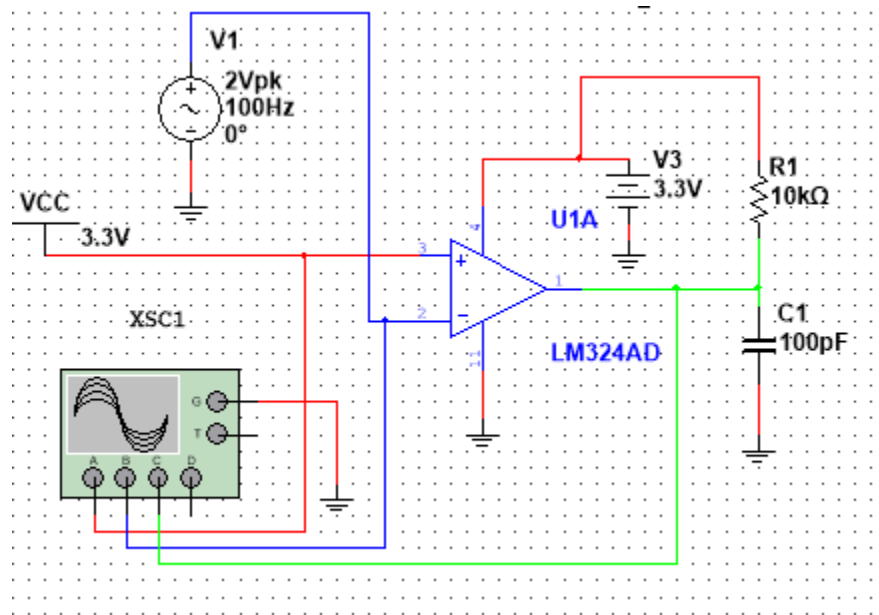 V1
2Vpk
100Hz
0°
VCC
3.3V
V3
3.3V
R1
10kΩ
U1A
4
3
+
1
2
−
11
LM324AD
C1
100pF
XSC1
G
T
A B C D